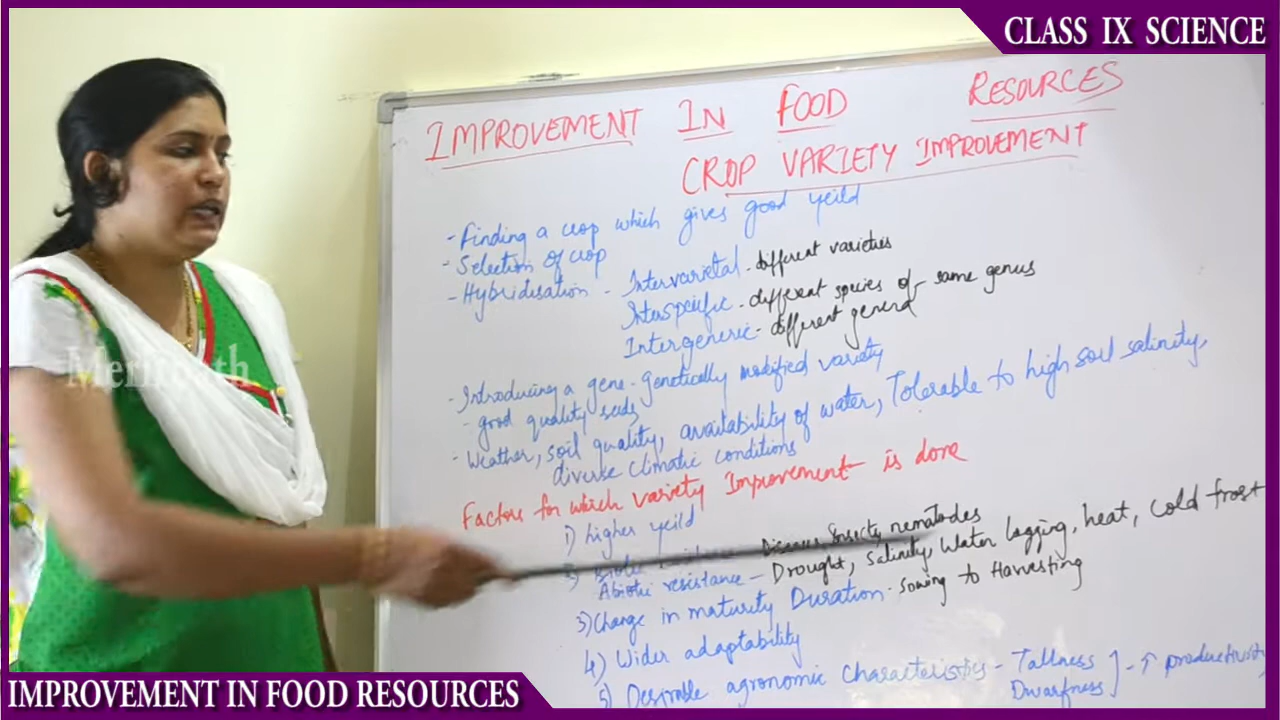 CLASS IX SCIENCE
IMPROVEMENT IN FOOD RESOURCES
CROP VARIETY IMPROVEMENT
- Finding a crop which gives good yeild
- Selection of crop
- Hybridisation - Intervarietal - different varieties
Interspecific - different species of same genus
Intergeneric - different genera
- Introducing a gene - genetically modified variety
- good quality seeds
- Weather, soil quality, availability of water, Tolerable to high soil salinity,
diverse climatic conditions
Factors for which variety Improvement is done
1) higher yeild
2) Biotic insects, nematodes
Abiotic resistance - Drought, Salinity, Water logging, heat, cold frost
3) Change in maturity Duration - sowing to Harvesting
4) Wider adaptability
5) Desirable agronomic characteristics - Tallness
Dwarfness ] - ↑ productivity
IMPROVEMENT IN FOOD RESOURCES